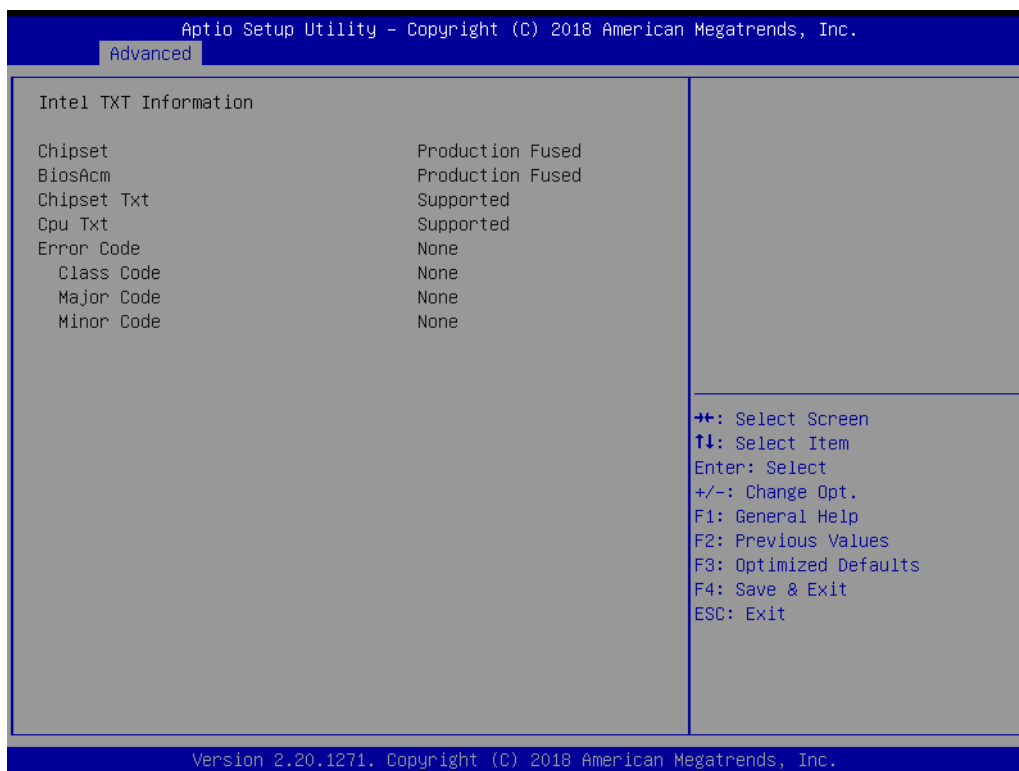 Aptio Setup Utility – Copyright (C) 2018 American Megatrends, Inc.
Advanced
Intel TXT Information
Chipset Production Fused
BiosAcm Production Fused
Chipset Txt Supported
Cpu Txt Supported
Error Code None
Class Code None
Major Code None
Minor Code None
→←: Select Screen
↑↓: Select Item
Enter: Select
+/-: Change Opt.
F1: General Help
F2: Previous Values
F3: Optimized Defaults
F4: Save & Exit
ESC: Exit
Version 2.20.1271. Copyright (C) 2018 American Megatrends, Inc.